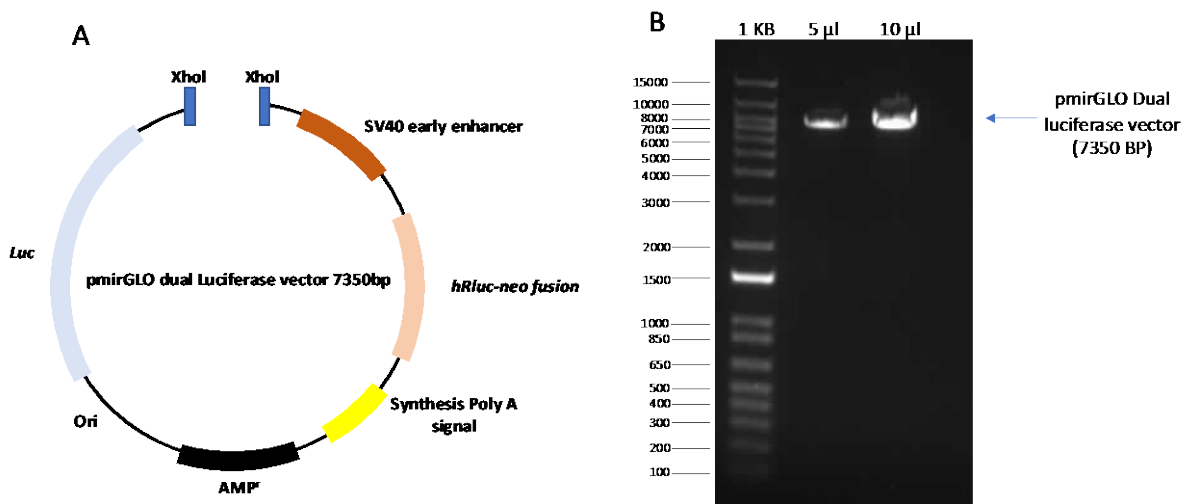 A
XhoI
XhoI
SV40 early enhancer
Luc
pmirGLO dual Luciferase vector 7350bp
hRluc-neo fusion
Ori
Synthesis Poly A
signal
AMPʳ
B
1 KB
5 µl
10 µl
15000
10000
8000
7000
6000
5000
4000
3000
2000
1500
1000
850
650
500
400
300
200
100
pmirGLO Dual
luciferase vector
(7350 BP)